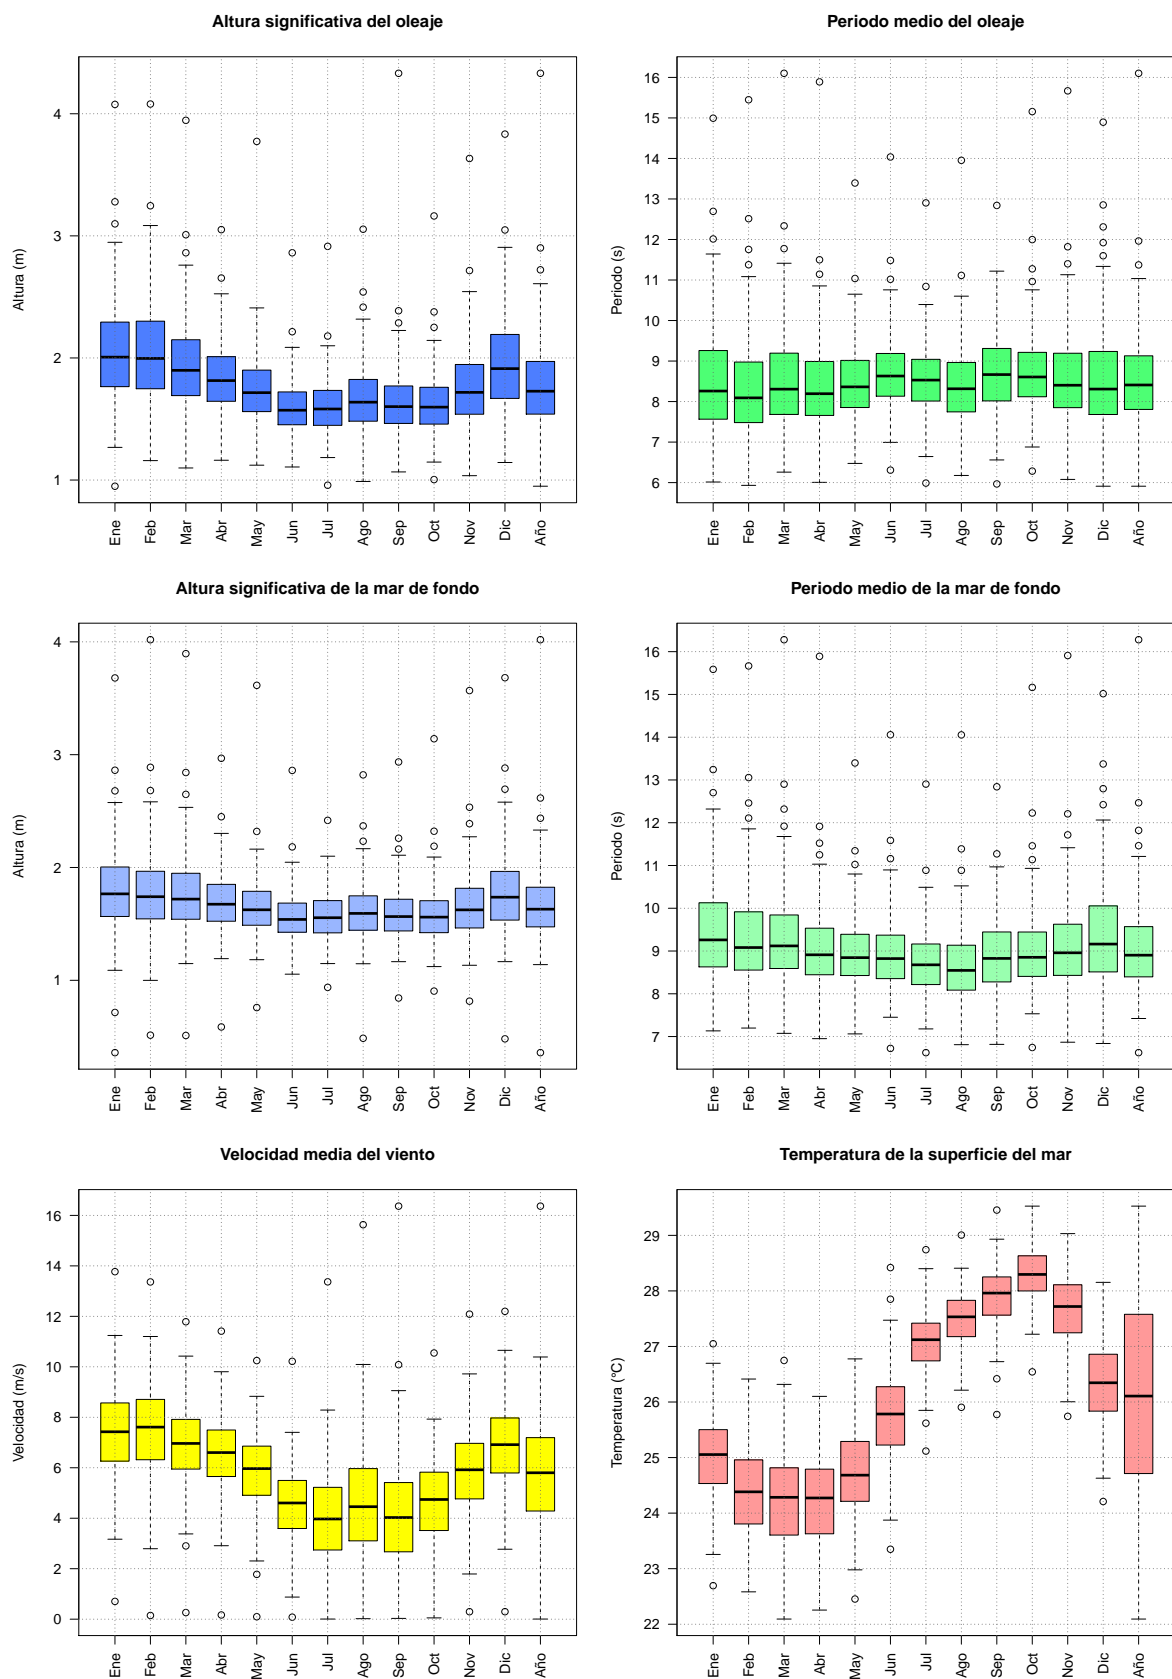 Altura significativa del oleaje
Altura (m)
4
3
2
1
Ene Feb Mar Abr May Jun Jul Ago Sep Oct Nov Dic Año
Periodo medio del oleaje
Periodo (s)
16
15
14
13
12
11
10
9
8
7
6
Ene Feb Mar Abr May Jun Jul Ago Sep Oct Nov Dic Año
Altura significativa de la mar de fondo
Altura (m)
4
3
2
1
Ene Feb Mar Abr May Jun Jul Ago Sep Oct Nov Dic Año
Periodo medio de la mar de fondo
Periodo (s)
16
15
14
13
12
11
10
9
8
7
Ene Feb Mar Abr May Jun Jul Ago Sep Oct Nov Dic Año
Velocidad media del viento
Velocidad (m/s)
16
14
12
10
8
6
4
2
0
Ene Feb Mar Abr May Jun Jul Ago Sep Oct Nov Dic Año
Temperatura de la superficie del mar
Temperatura (°C)
29
28
27
26
25
24
23
22
Ene Feb Mar Abr May Jun Jul Ago Sep Oct Nov Dic Año